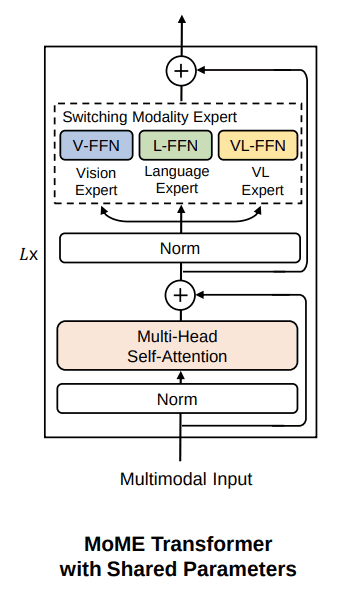 +
Switching Modality Expert
V-FFN L-FFN VL-FFN
Vision Expert
Language Expert
VL Expert
Norm
Lx
+
Multi-Head
Self-Attention
Norm
Multimodal Input
MoME Transformer
with Shared Parameters